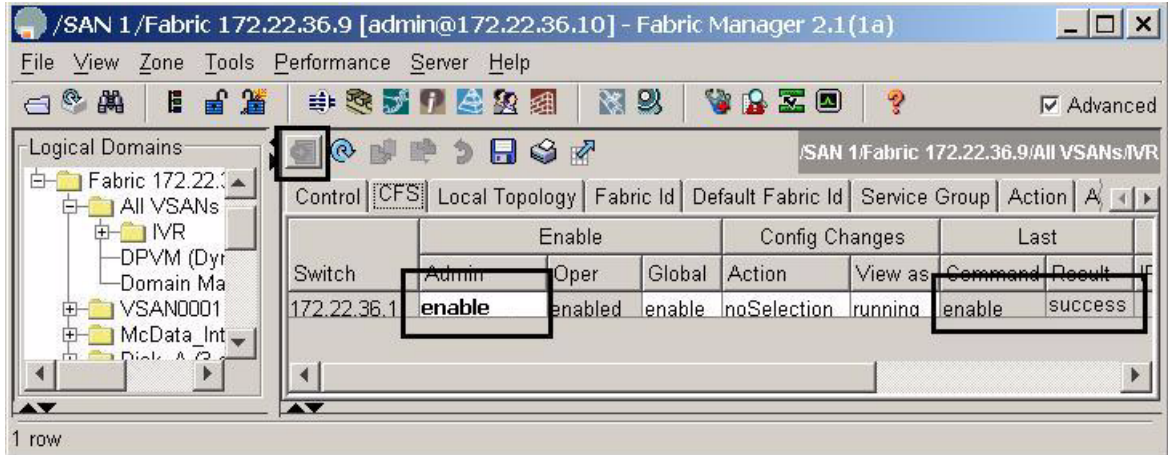 /SAN 1/Fabric 172.22.36.9 [admin@172.22.36.10] - Fabric Manager 2.1(1a)
File View Zone Tools Performance Server Help
Advanced
Logical Domains
/SAN 1/Fabric 172.22.36.9/All VSANs/IVR
Fabric 172.22.
All VSANs
IVR
DPVM (Dyr
Domain Ma
VSAN0001
McData_Int
Control CFS Local Topology Fabric Id Default Fabric Id Service Group Action A
Enable Config Changes Last
Switch Admin Oper Global Action View as Command Result
172.22.36.1 enable enabled enable noSelection running enable success
1 row